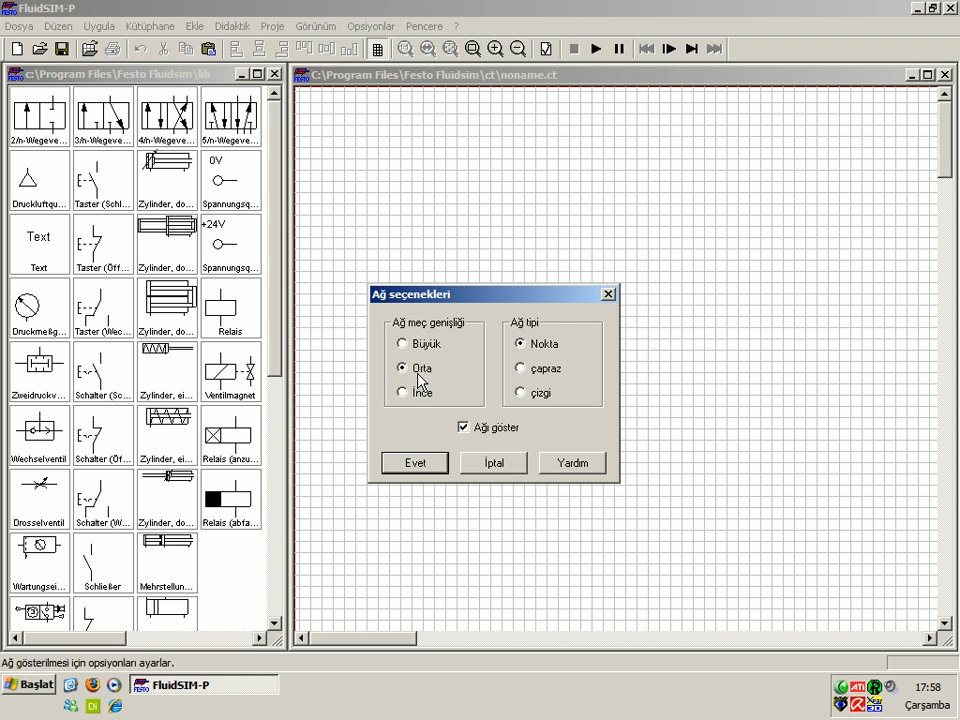 FluidSIM-P
Dosya Düzen Uygula Kütüphane Ekle Didaktik Proje Görünüm Opsiyonlar Pencere ?
c:\Program Files\Festo Fluidsim\lib
C:\Program Files\Festo Fluidsim\ct\noname.ct
2/n-Wegeve... 3/n-Wegeve... 4/n-Wegeve... 5/n-Wegeve...
0V
Druckluftqu... Taster (Schl... Zylinder, do... Spannungsq...
Text +24V
Text Taster (Öff... Zylinder, do... Spannungsq...
Druckmeßg... Taster (Wec... Zylinder, do... Relais
Zweidruckv... Schalter (Sc... Zylinder, ei... Ventilmagnet
Wechselventil Schalter (Öf... Zylinder, ei... Relais (anzu...
Drosselventil Schalter (W... Zylinder, do... Relais (abfa...
Wartungsei... Schließer Mehrstellun...
Ağ seçenekleri
Ağ meç genişliği
Büyük
Orta
İnce
Ağ tipi
Nokta
çapraz
çizgi
Ağı göster
Evet İptal Yardım
Ağ gösterilmesi için opsiyonları ayarlar.
Başlat
FluidSIM-P
17:58
Çarşamba